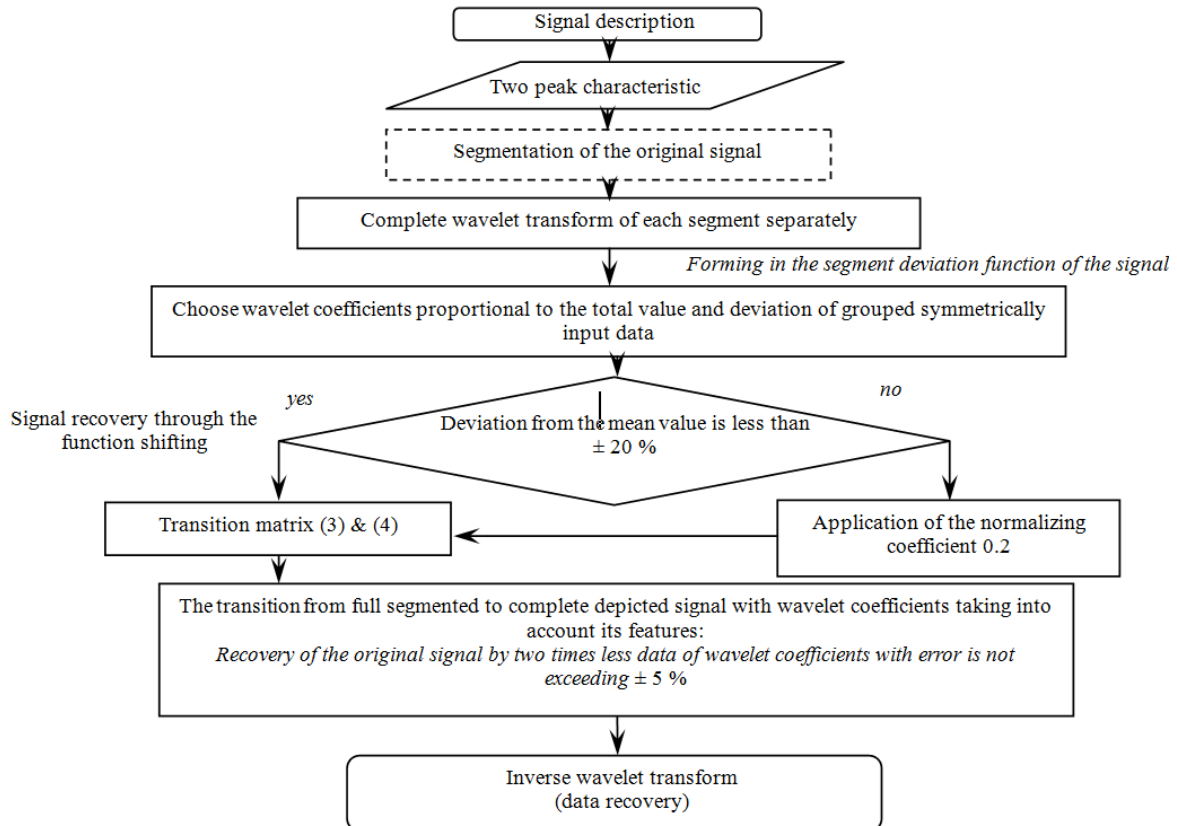 Signal description
Two peak characteristic
Segmentation of the original signal
Complete wavelet transform of each segment separately
Forming in the segment deviation function of the signal
Choose wavelet coefficients proportional to the total value and deviation of grouped symmetrically
input data
yes
no
Signal recovery through the
function shifting
Deviation from the mean value is less than
± 20 %
Transition matrix (3) & (4)
Application of the normalizing
coefficient 0.2
The transition from full segmented to complete depicted signal with wavelet coefficients taking into
account its features:
Recovery of the original signal by two times less data of wavelet coefficients with error is not
exceeding ± 5 %
Inverse wavelet transform
(data recovery)